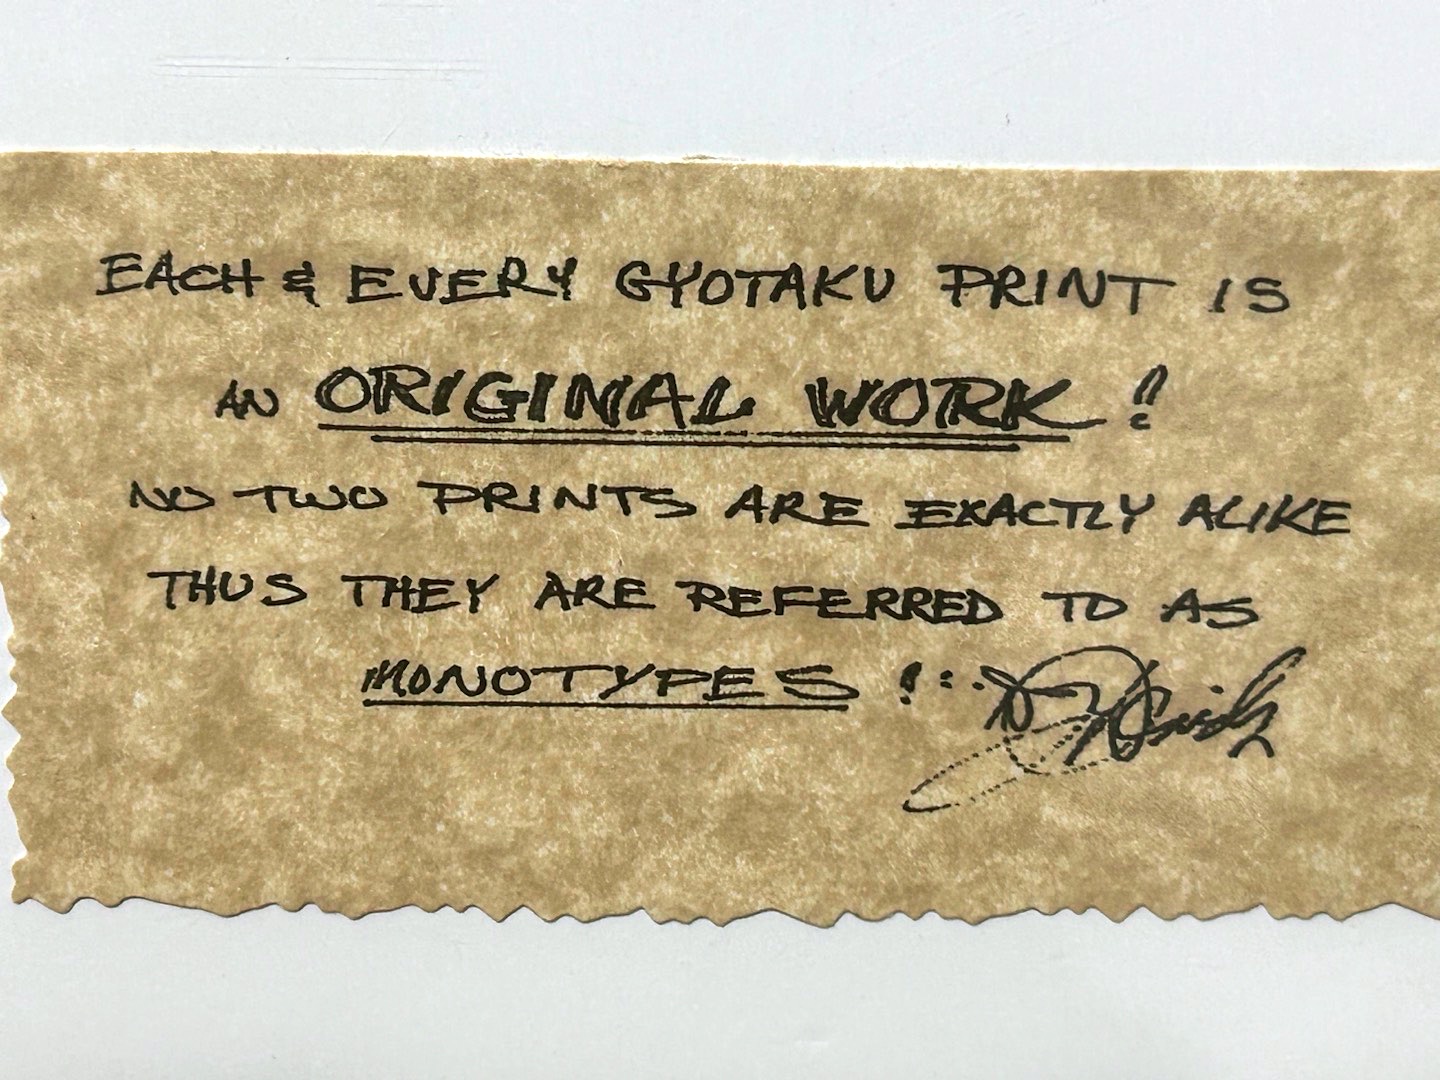 EACH & EVERY GYOTAKU PRINT IS
AN ORIGINAL WORK!
NO TWO PRINTS ARE EXACTLY ALIKE
THUS THEY ARE REFERRED TO AS
MONOTYPES!